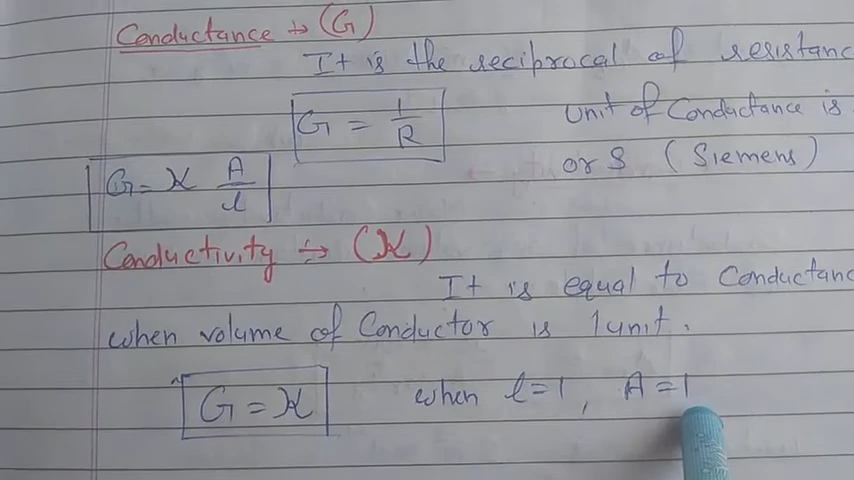 Conductance → (G)
It is the reciprocal of resistanc
G = 1/R
Unit of Conductance is
or S (Siemens)
G = K A/l
Conductivity ÷→ (K)
It is equal to Conductanc
when volume of Conductor is 1 unit.
G = K when l = 1, A = 1